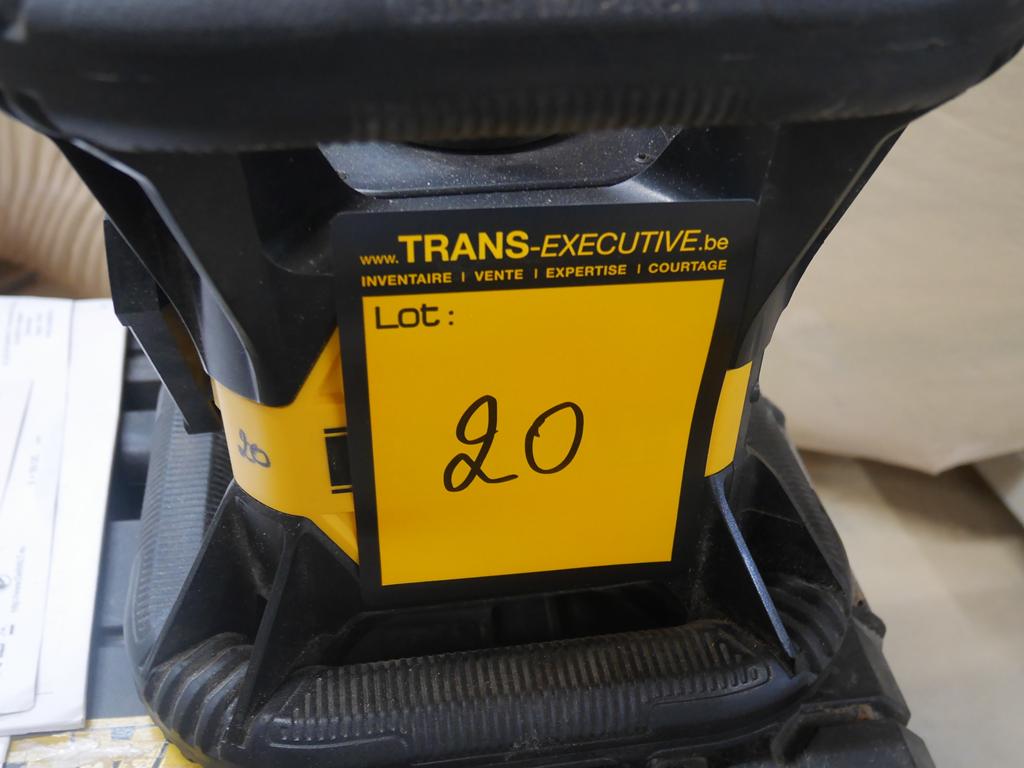 www.TRANS-EXECUTIVE.be
INVENTAIRE | VENTE | EXPERTISE | COURTAGE
Lot:
20
20